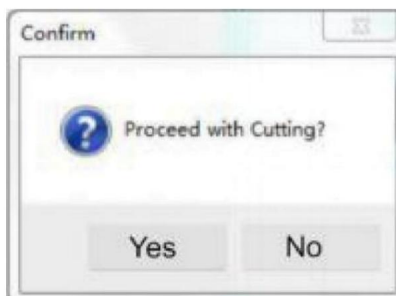 Confirm
Proceed with Cutting?
Yes
No